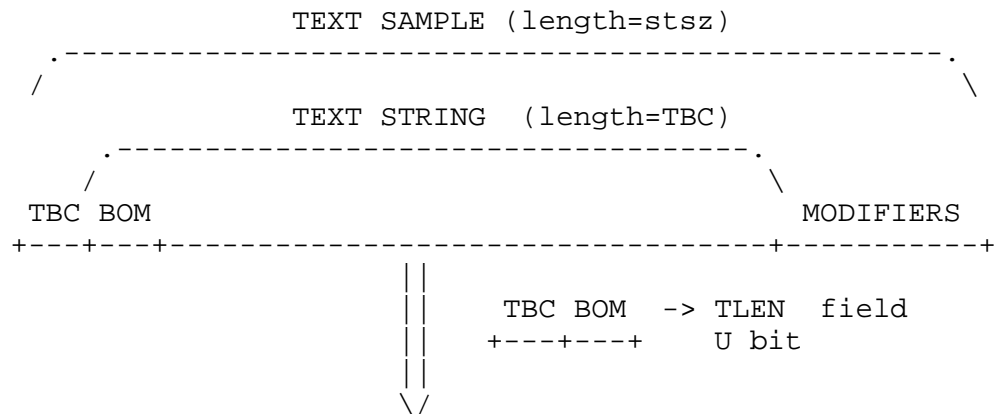 TEXT SAMPLE (length=stsz)
TEXT STRING (length=TBC)
TBC BOM MODIFIERS
TBC BOM -> TLEN field
U bit